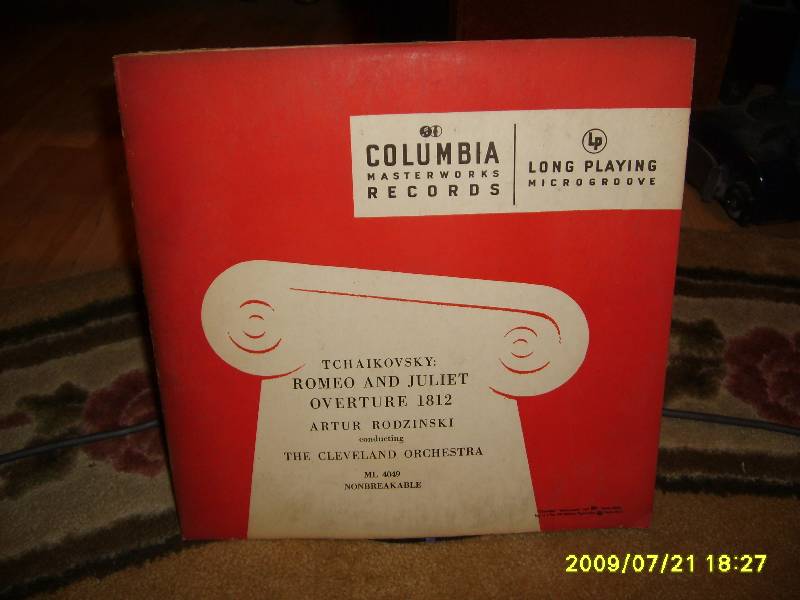 COLUMBIA
MASTERWORKS
RECORDS
LP
LONG PLAYING
MICROGROOVE
TCHAIKOVSKY:
ROMEO AND JULIET
OVERTURE 1812
ARTUR RODZINSKI
conducting
THE CLEVELAND ORCHESTRA
ML 4049
NONBREAKABLE
2009/07/21 18:27